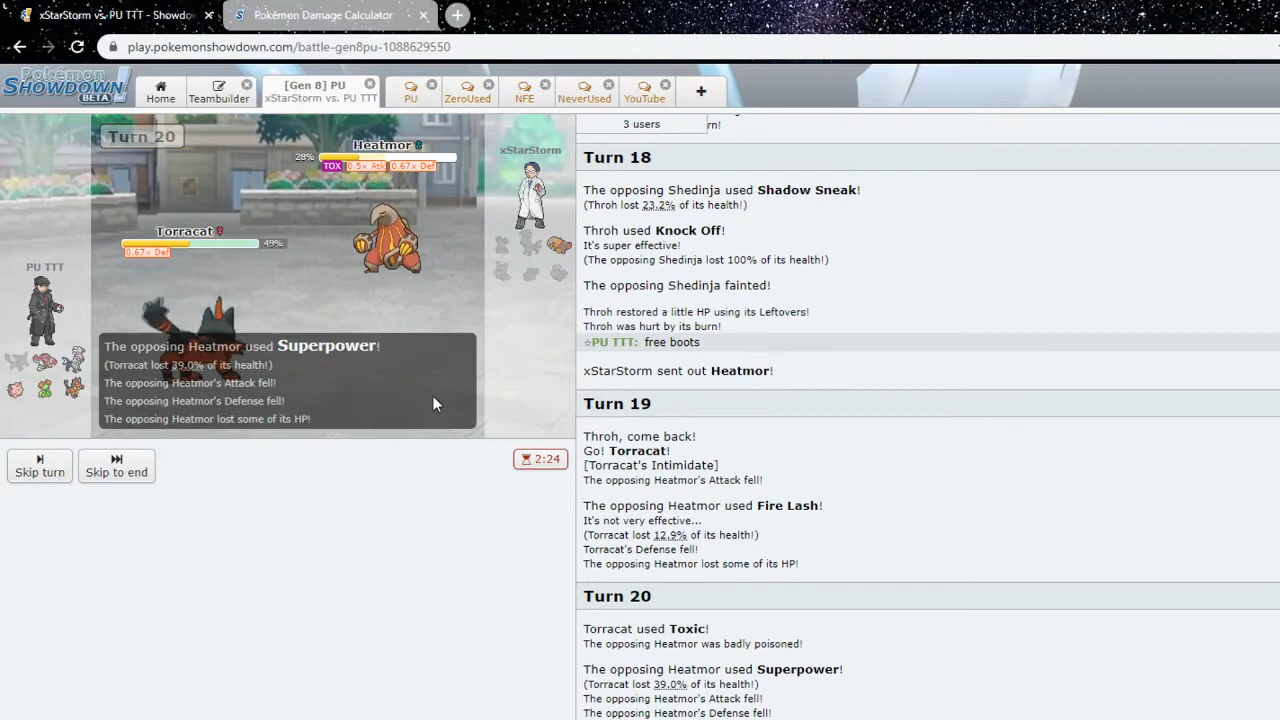 xStarStorm vs. PU TTT - Showdo
Pokémon Damage Calculator
play.pokemonshowdown.com/battle-gen8pu-1088629550
Pokémon
SHOWDOWN
BETA
Home
Teambuilder
[Gen 8] PU
xStarStorm vs. PU TTT
PU
ZeroUsed
NFE
NeverUsed
YouTube
3 users
rn!
Turn 20
Heatmor
28%
TOX 0.5× Atk 0.67× Def
xStarStorm
Torracat
49%
0.67× Def
PU TTT
The opposing Heatmor used Superpower!
(Torracat lost 39.0% of its health!)
The opposing Heatmor's Attack fell!
The opposing Heatmor's Defense fell!
The opposing Heatmor lost some of its HP!
Skip turn
Skip to end
2:24
Turn 18
The opposing Shedinja used Shadow Sneak!
(Throh lost 23.2% of its health!)
Throh used Knock Off!
It's super effective!
(The opposing Shedinja lost 100% of its health!)
The opposing Shedinja fainted!
Throh restored a little HP using its Leftovers!
Throh was hurt by its burn!
☆PU TTT: free boots
xStarStorm sent out Heatmor!
Turn 19
Throh, come back!
Go! Torracat!
[Torracat's Intimidate]
The opposing Heatmor's Attack fell!
The opposing Heatmor used Fire Lash!
It's not very effective...
(Torracat lost 12.9% of its health!)
Torracat's Defense fell!
The opposing Heatmor lost some of its HP!
Turn 20
Torracat used Toxic!
The opposing Heatmor was badly poisoned!
The opposing Heatmor used Superpower!
(Torracat lost 39.0% of its health!)
The opposing Heatmor's Attack fell!
The opposing Heatmor's Defense fell!